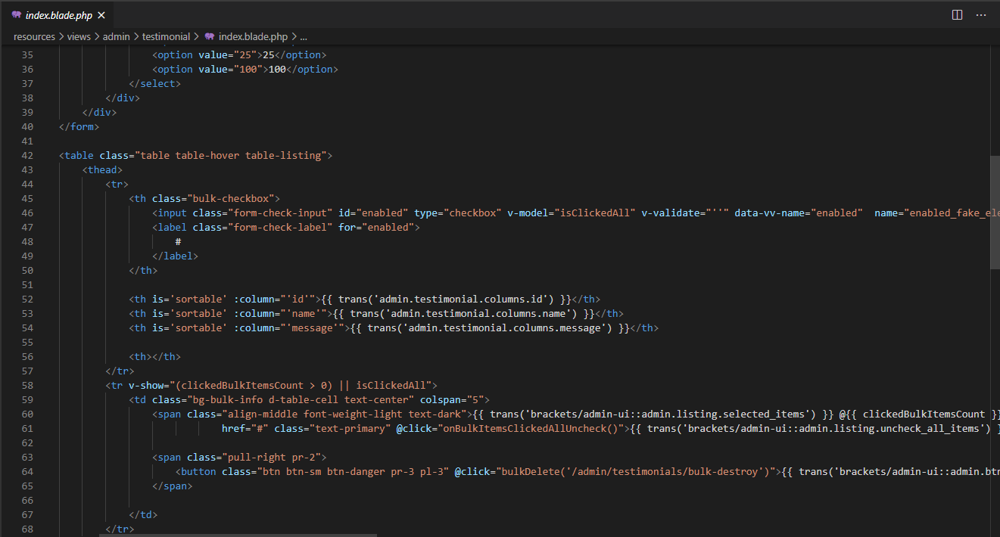 index.blade.php
resources > views > admin > testimonial > index.blade.php > ...
35 <option value="25">25</option>
36 <option value="100">100</option>
37 </select>
38 </div>
39 </div>
40 </form>
41
42 <table class="table table-hover table-listing">
43 <thead>
44 <tr>
45 <th class="bulk-checkbox">
46 <input class="form-check-input" id="enabled" type="checkbox" v-model="isClickedAll" v-validate="''" data-vv-name="enabled"  name="enabled_fake_ele
47 <label class="form-check-label" for="enabled">
48 #
49 </label>
50 </th>
51
52 <th is='sortable' :column="'id'">{{ trans('admin.testimonial.columns.id') }}</th>
53 <th is='sortable' :column="'name'">{{ trans('admin.testimonial.columns.name') }}</th>
54 <th is='sortable' :column="'message'">{{ trans('admin.testimonial.columns.message') }}</th>
55
56 <th></th>
57 </tr>
58 <tr v-show="(clickedBulkItemsCount > 0) || isClickedAll">
59 <td class="bg-bulk-info d-table-cell text-center" colspan="5">
60 <span class="align-middle font-weight-light text-dark">{{ trans('brackets/admin-ui::admin.listing.selected_items') }} @{{ clickedBulkItemsCount }}
61 href="#" class="text-primary" @click="onBulkItemsClickedAllUncheck()">{{ trans('brackets/admin-ui::admin.listing.uncheck_all_items') }
62
63 <span class="pull-right pr-2">
64 <button class="btn btn-sm btn-danger pr-3 pl-3" @click="bulkDelete('/admin/testimonials/bulk-destroy')">{{ trans('brackets/admin-ui::admin.btn
65 </span>
66
67 </td>
68 </tr>